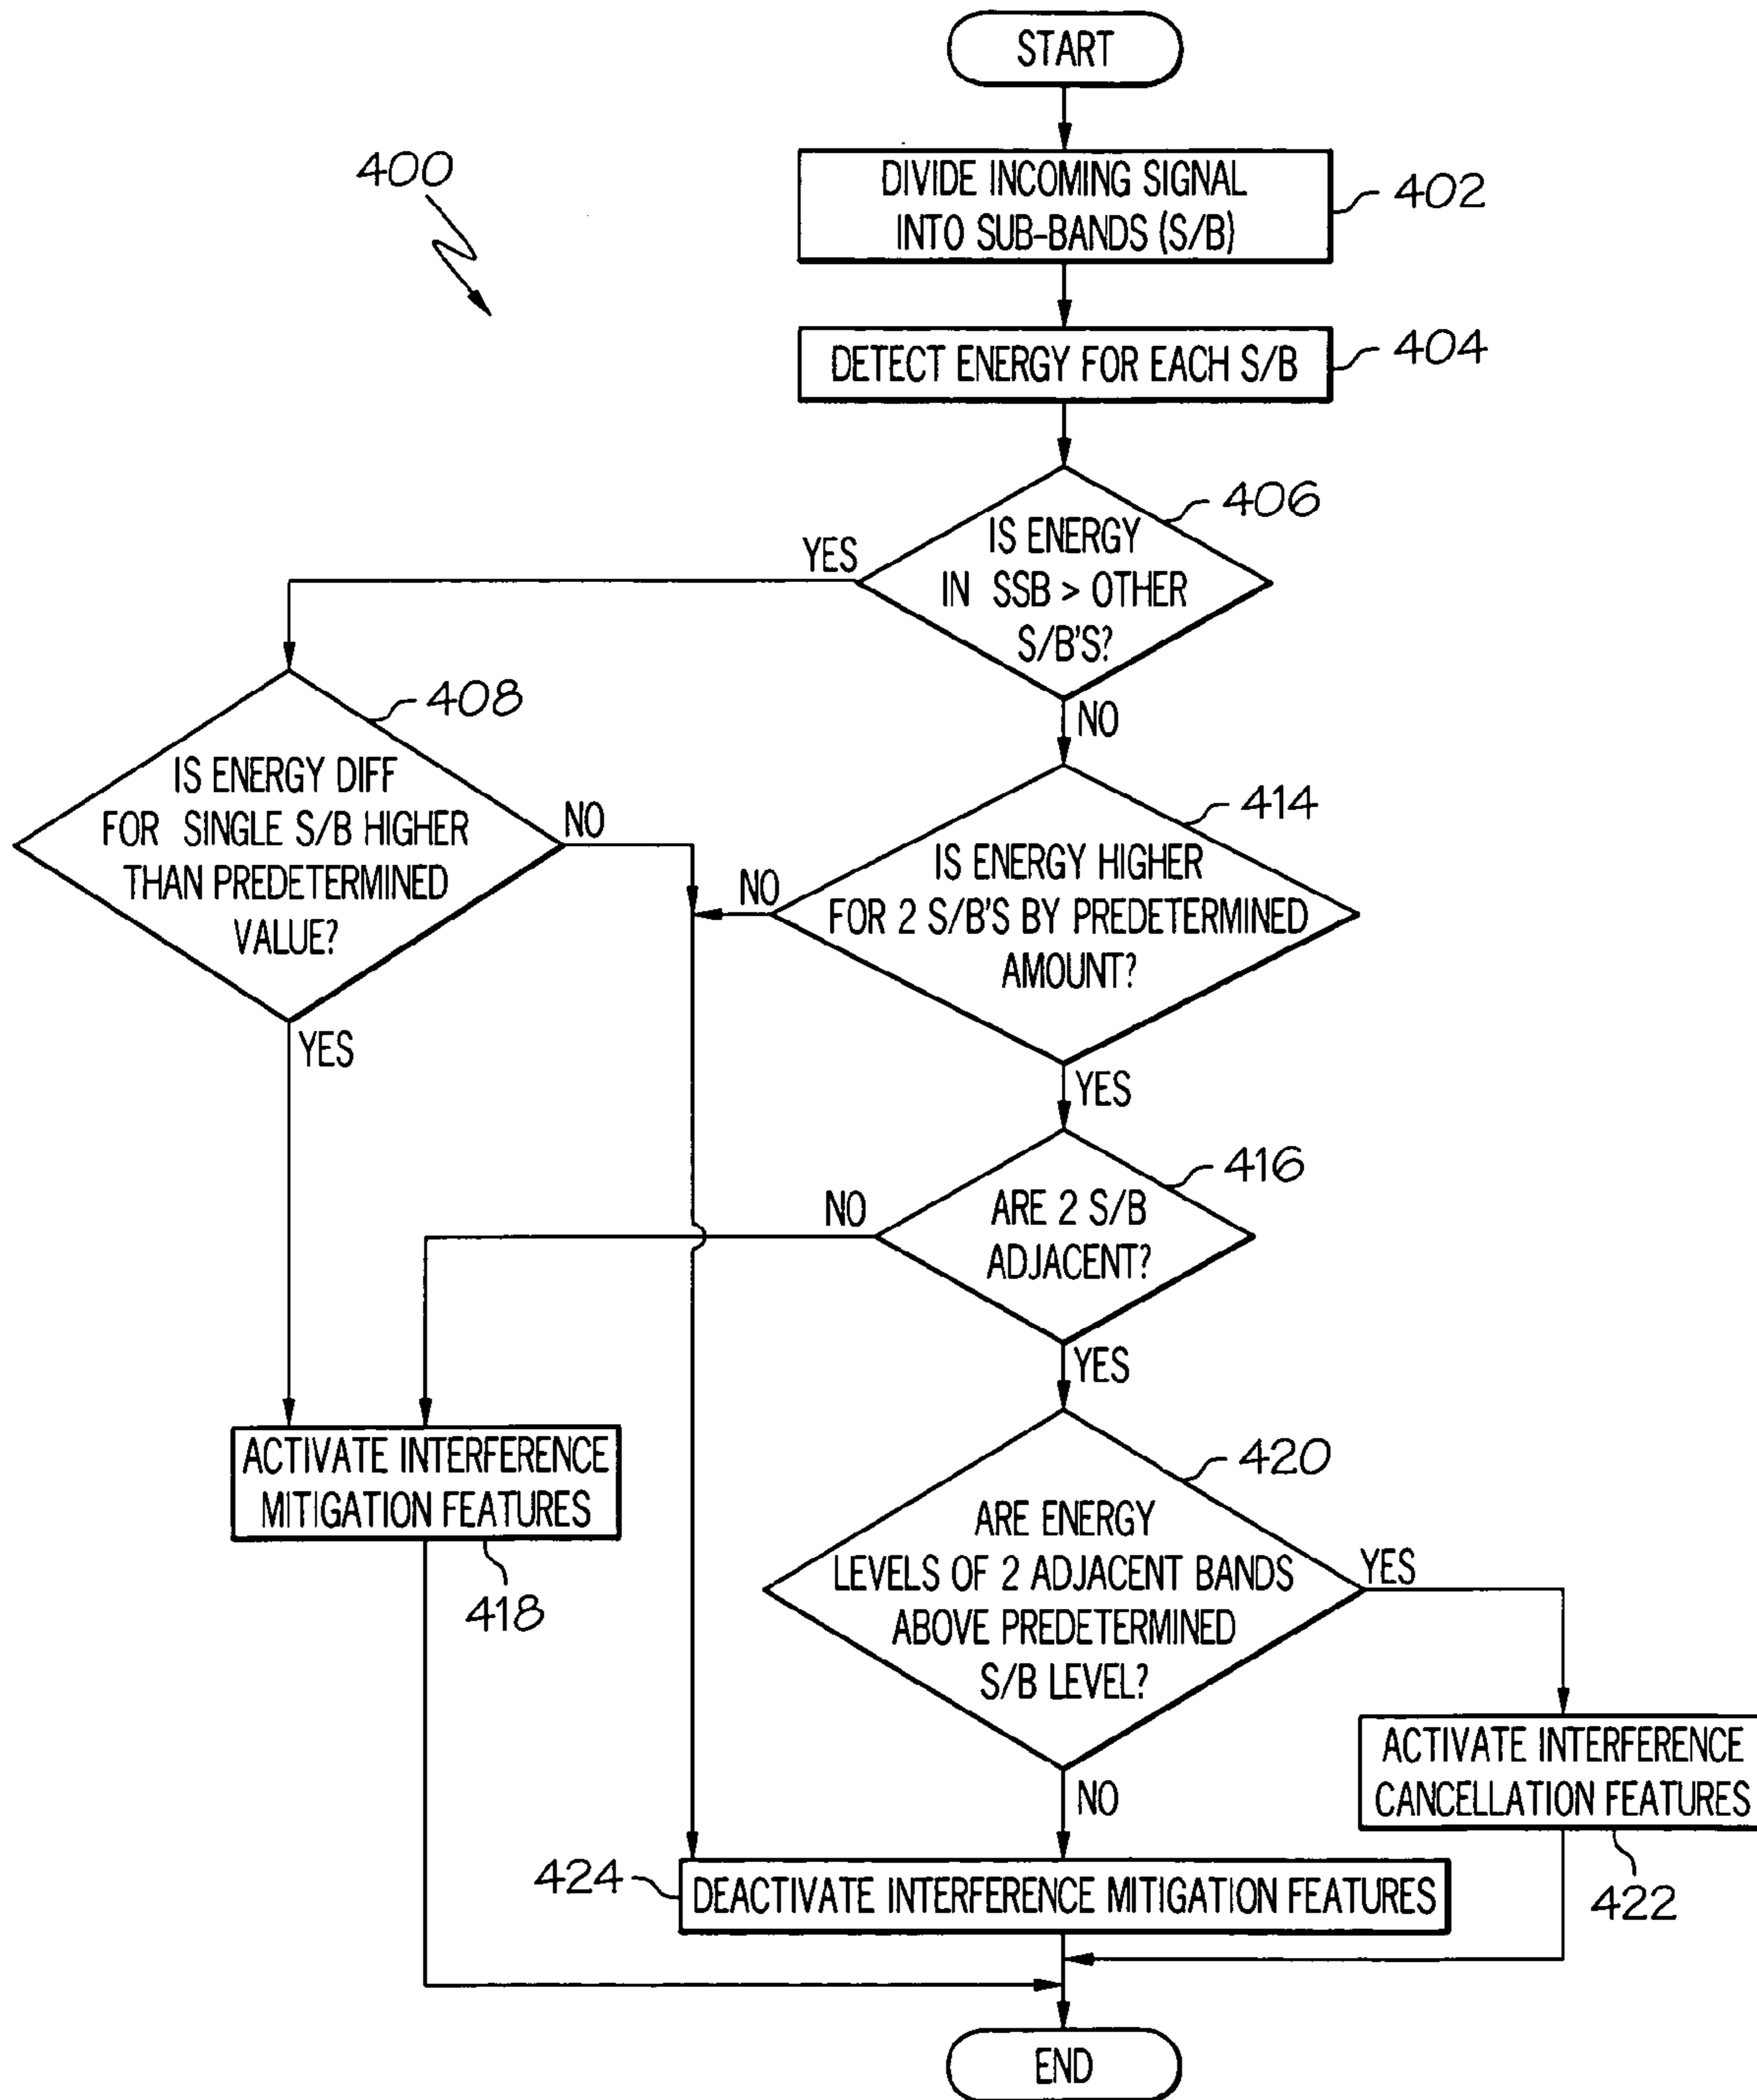 START
400
DIVIDE INCOMING SIGNAL
INTO SUB-BANDS (S/B)
402
DETECT ENERGY FOR EACH S/B
404
406
IS ENERGY
IN SSB > OTHER
S/B'S?
YES
NO
408
IS ENERGY DIFF
FOR SINGLE S/B HIGHER
THAN PREDETERMINED
VALUE?
NO
YES
414
IS ENERGY HIGHER
FOR 2 S/B'S BY PREDETERMINED
AMOUNT?
NO
YES
416
ARE 2 S/B
ADJACENT?
NO
YES
ACTIVATE INTERFERENCE
MITIGATION FEATURES
418
420
ARE ENERGY
LEVELS OF 2 ADJACENT BANDS
ABOVE PREDETERMINED
S/B LEVEL?
YES
NO
ACTIVATE INTERFERENCE
CANCELLATION FEATURES
422
424
DEACTIVATE INTERFERENCE MITIGATION FEATURES
END